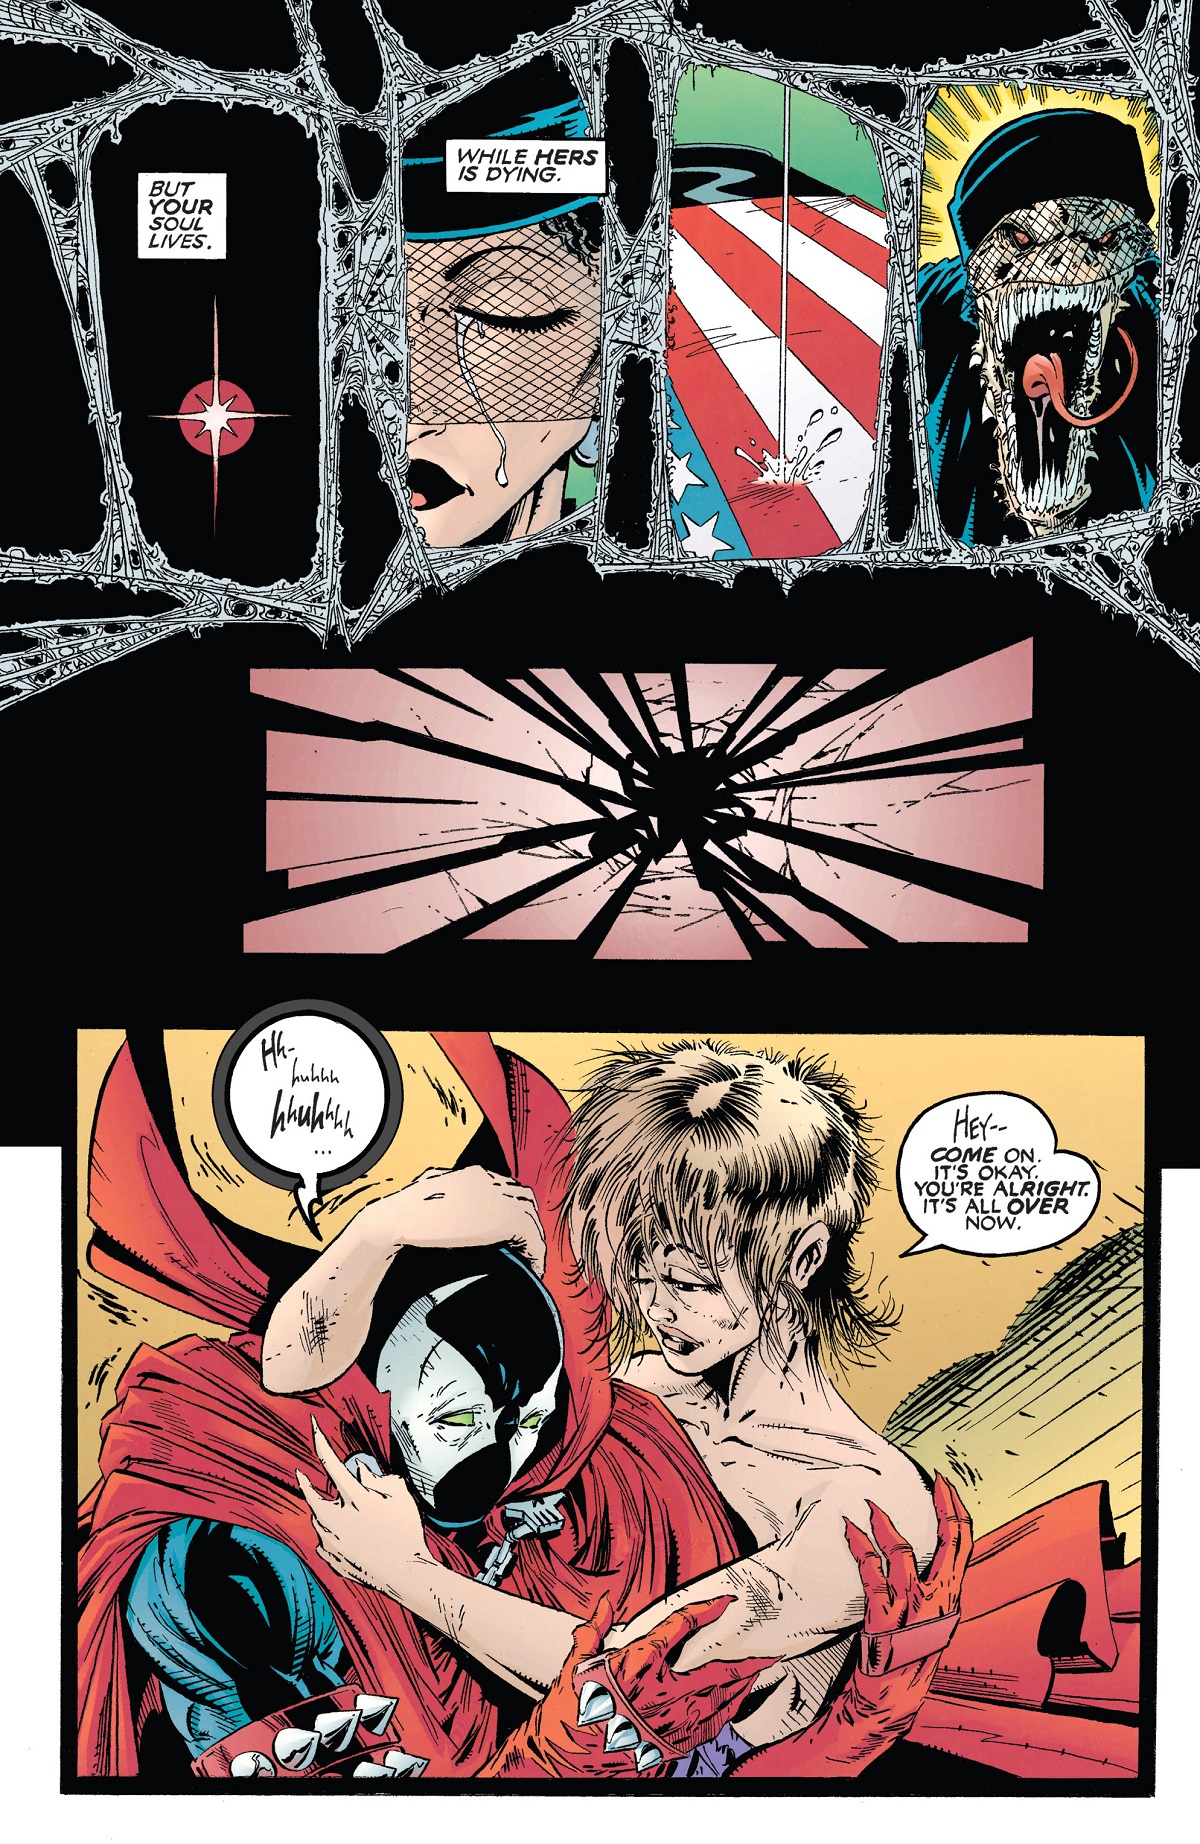 BUT
YOUR
SOUL
LIVES.
WHILE HERS
IS DYING.
Hh-
huhhh
hhuhhhh
...
HEY--
COME ON.
IT'S OKAY.
YOU'RE ALRIGHT.
IT'S ALL OVER
NOW.